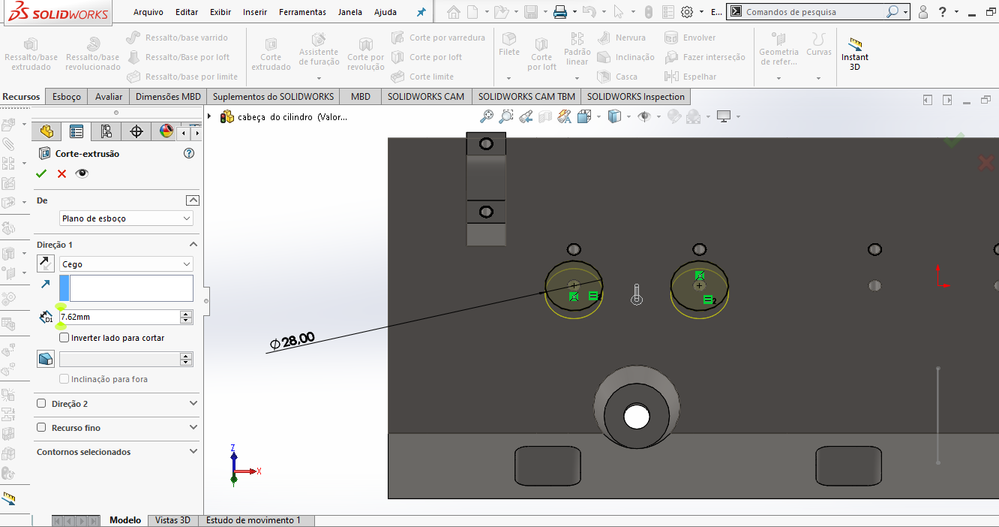 SOLIDWORKS
Arquivo Editar Exibir Inserir Ferramentas Janela Ajuda
E...
Comandos de pesquisa
?
Ressalto/base
extrudado
Ressalto/base
revolucionado
Ressalto/base varrido
Ressalto/Base por loft
Ressalto/base por limite
Corte
extrudado
Assistente
de furação
Corte por
revolução
Corte por varredura
Corte por loft
Corte limite
Filete
Corte
por loft
Padrão
linear
Nervura
Inclinação
Casca
Envolver
Fazer interseção
Espelhar
Geometria
de refer...
Curvas
Instant
3D
Recursos Esboço Avaliar Dimensões MBD Suplementos do SOLIDWORKS MBD SOLIDWORKS CAM SOLIDWORKS CAM TBM SOLIDWORKS Inspection
cabeça do cilindro (Valor...
Corte-extrusão
?
De
Plano de esboço
Direção 1
Cego
D1
7.62mm
Inverter lado para cortar
Inclinação para fora
Direção 2
Recurso fino
Contornos selecionados
Ø28,00
2
2
Z
X
Y
Modelo Vistas 3D Estudo de movimento 1